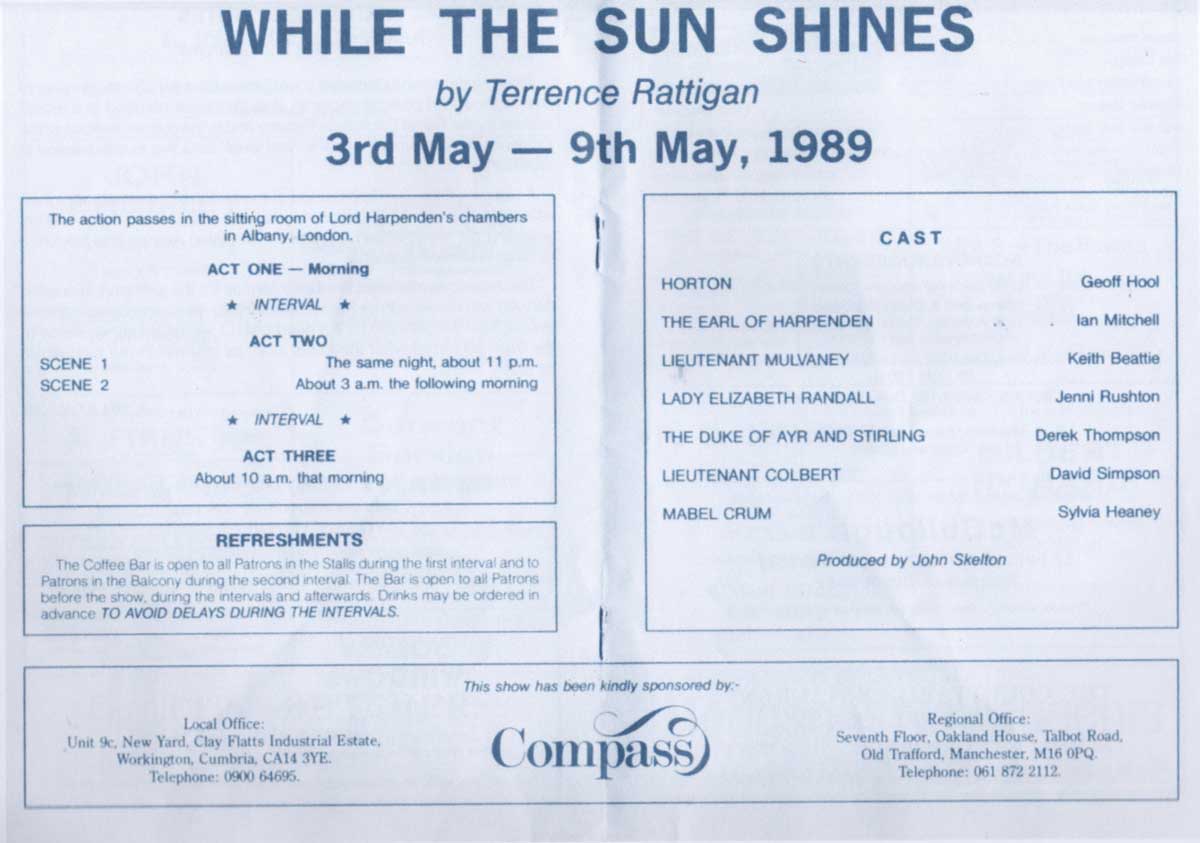 WHILE THE SUN SHINES
by Terrence Rattigan
3rd May — 9th May, 1989
The action passes in the sitting room of Lord Harpenden's chambers
in Albany, London.
ACT ONE — Morning
★ INTERVAL ★
ACT TWO
SCENE 1 The same night, about 11 p.m.
SCENE 2 About 3 a.m. the following morning
★ INTERVAL ★
ACT THREE
About 10 a.m. that morning
REFRESHMENTS
The Coffee Bar is open to all Patrons in the Stalls during the first interval and to
Patrons in the Balcony during the second interval. The Bar is open to all Patrons
before the show, during the intervals and afterwards. Drinks may be ordered in
advance TO AVOID DELAYS DURING THE INTERVALS.
CAST
HORTON Geoff Hool
THE EARL OF HARPENDEN Ian Mitchell
LIEUTENANT MULVANEY Keith Beattie
LADY ELIZABETH RANDALL Jenni Rushton
THE DUKE OF AYR AND STIRLING Derek Thompson
LIEUTENANT COLBERT David Simpson
MABEL CRUM Sylvia Heaney
Produced by John Skelton
This show has been kindly sponsored by:-
Local Office:
Unit 9c, New Yard, Clay Flatts Industrial Estate,
Workington, Cumbria, CA14 3YE.
Telephone: 0900 64695.
Compass
Regional Office:
Seventh Floor, Oakland House, Talbot Road,
Old Trafford, Manchester, M16 0PQ.
Telephone: 061 872 2112.